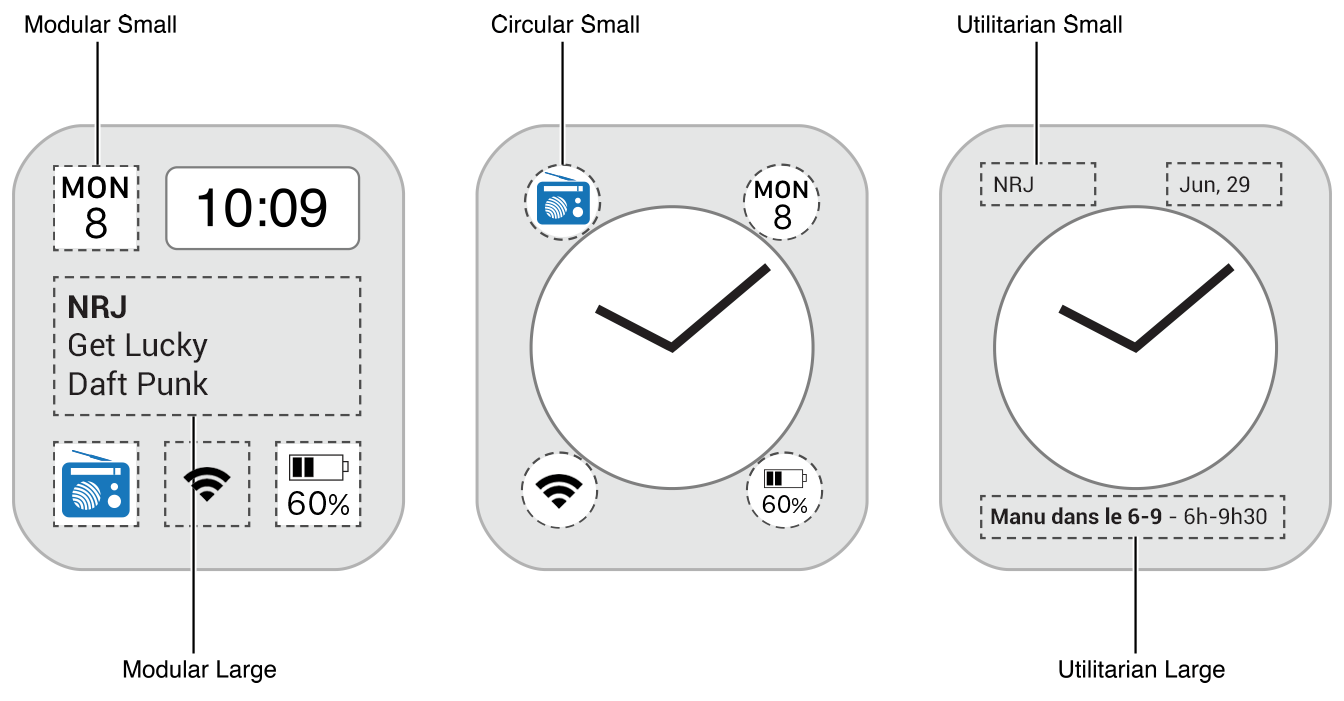 Modular Small
Circular Small
Utilitarian Small
MON
8
10:09
NRJ
Get Lucky
Daft Punk
60%
Modular Large
MON
8
60%
NRJ
Jun, 29
Manu dans le 6-9 - 6h-9h30
Utilitarian Large